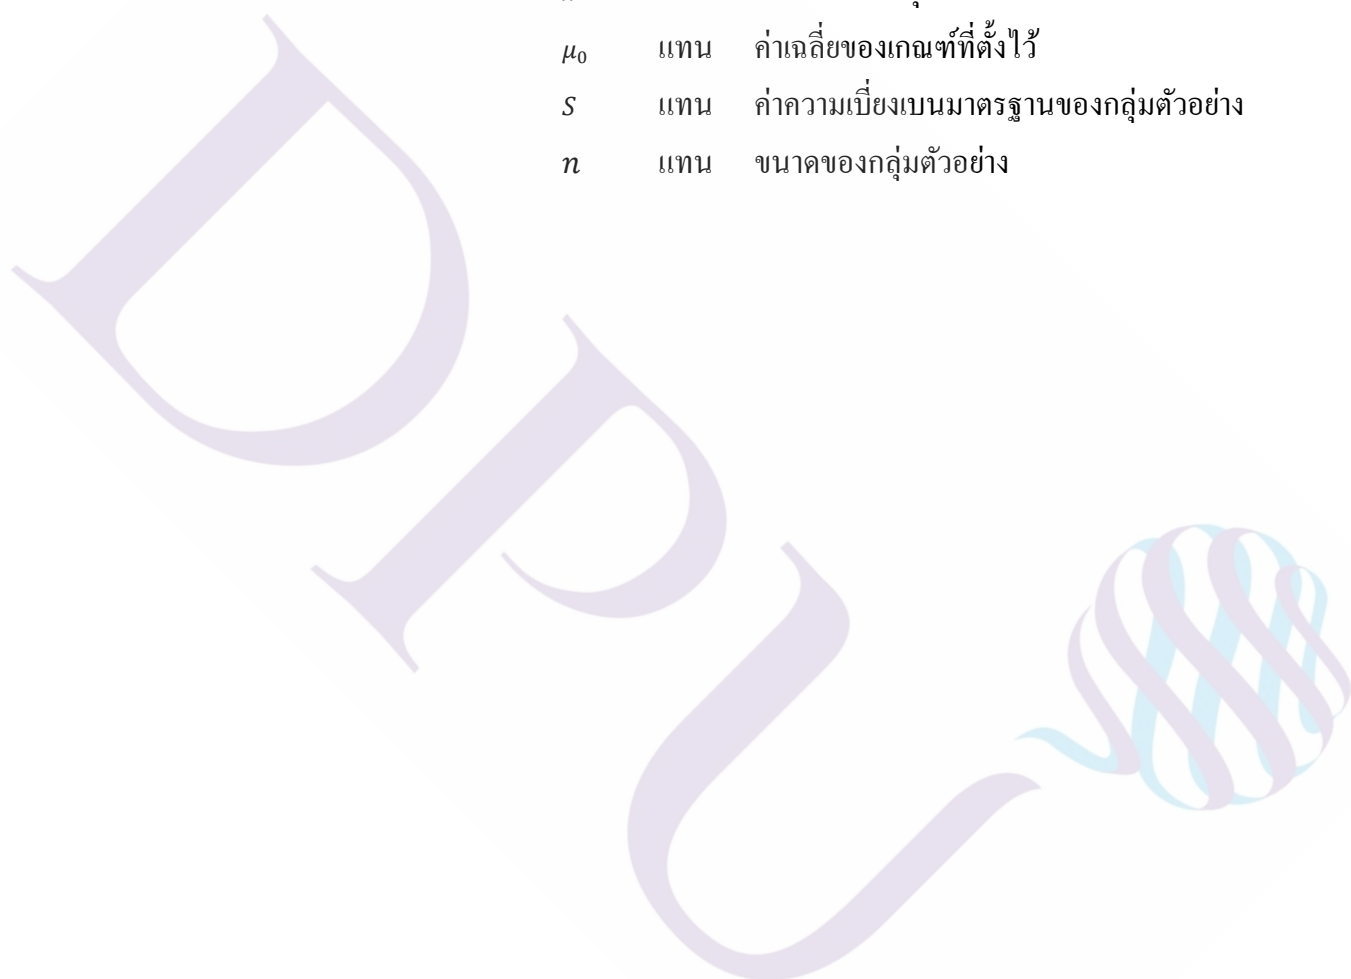 μ₀ แทน ค่าเฉลี่ยของเกณฑ์ที่ตั้งไว้
S แทน ค่าความเบี่ยงเบนมาตรฐานของกลุ่มตัวอย่าง
n แทน ขนาดของกลุ่มตัวอย่าง
DPU